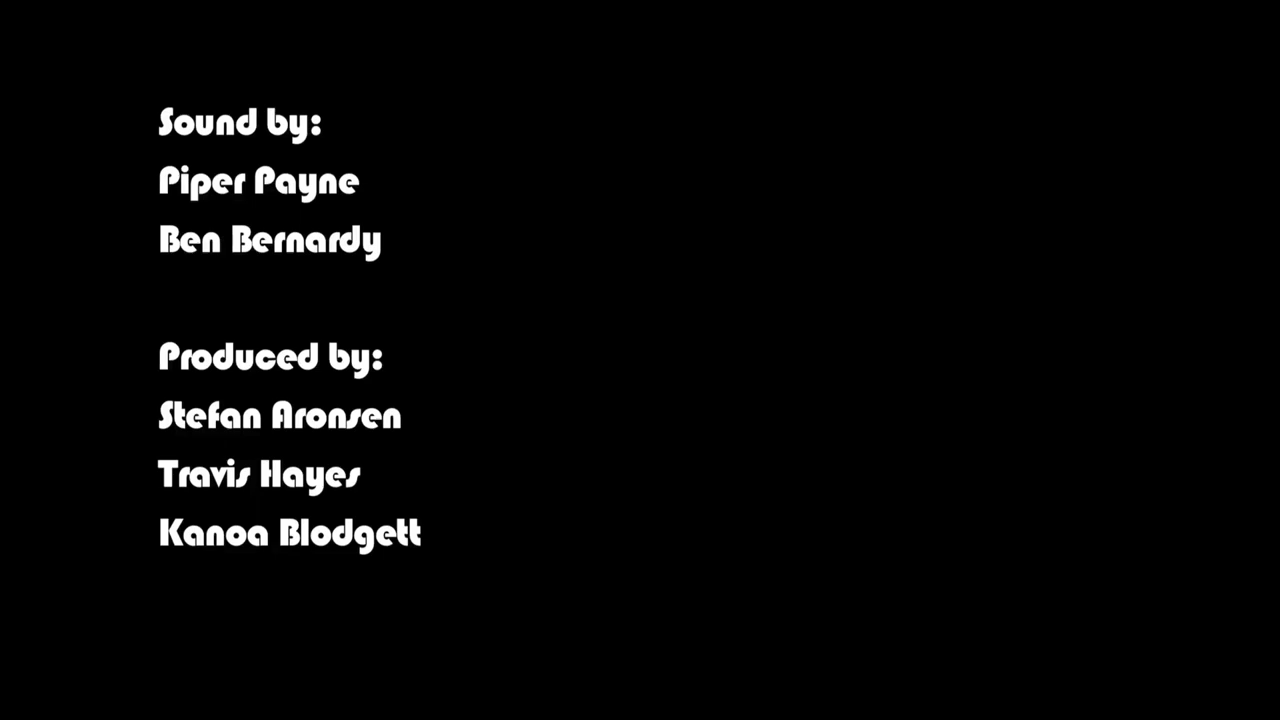 Sound by:
Piper Payne
Ben Bernardy
Produced by:
Stefan Aronsen
Travis Hayes
Kanoa Blodgett